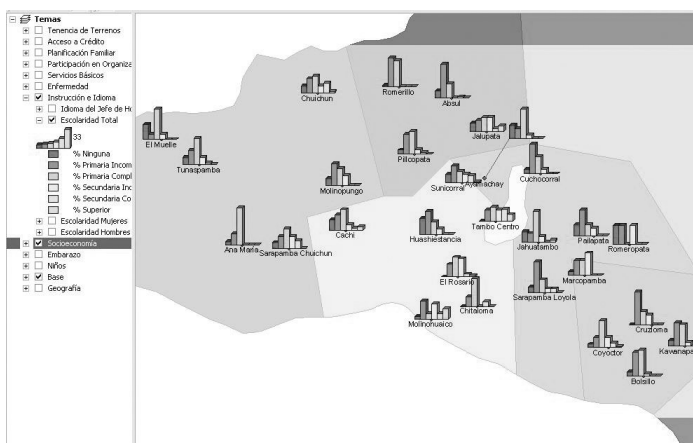 Temas
Tenencia de Terrenos
Acceso a Crédito
Planificación Familiar
Participación en Organiza
Servicios Básicos
Enfermedad
Instrucción e Idioma
Idioma del Jefe de H
Escolaridad Total
33
% Ninguna
% Primaria Incom
% Primaria Compl
% Secundaria Inc
% Secundaria Co
% Superior
Escolaridad Mujeres
Escolaridad Hombres
Socioeconomía
Embarazo
Niños
Base
Geografía
Chuichun
Romerillo
Absul
El Muelle
Tunaspamba
Pillcopata
Jalupata
Molinopungo
Sunicorral
Ayamachay
Cuchocorral
Ana Maria
Sarapamba Chuichun
Cachi
Huashiestancia
Tambo Centro
Jahuatambo
Pailapata
Romeropata
El Rosario
Marcopamba
Chitaloma
Sarapamba Loyola
Molinohuaico
Cruzloma
Coyoctor
Kawanapa
Bolsillo